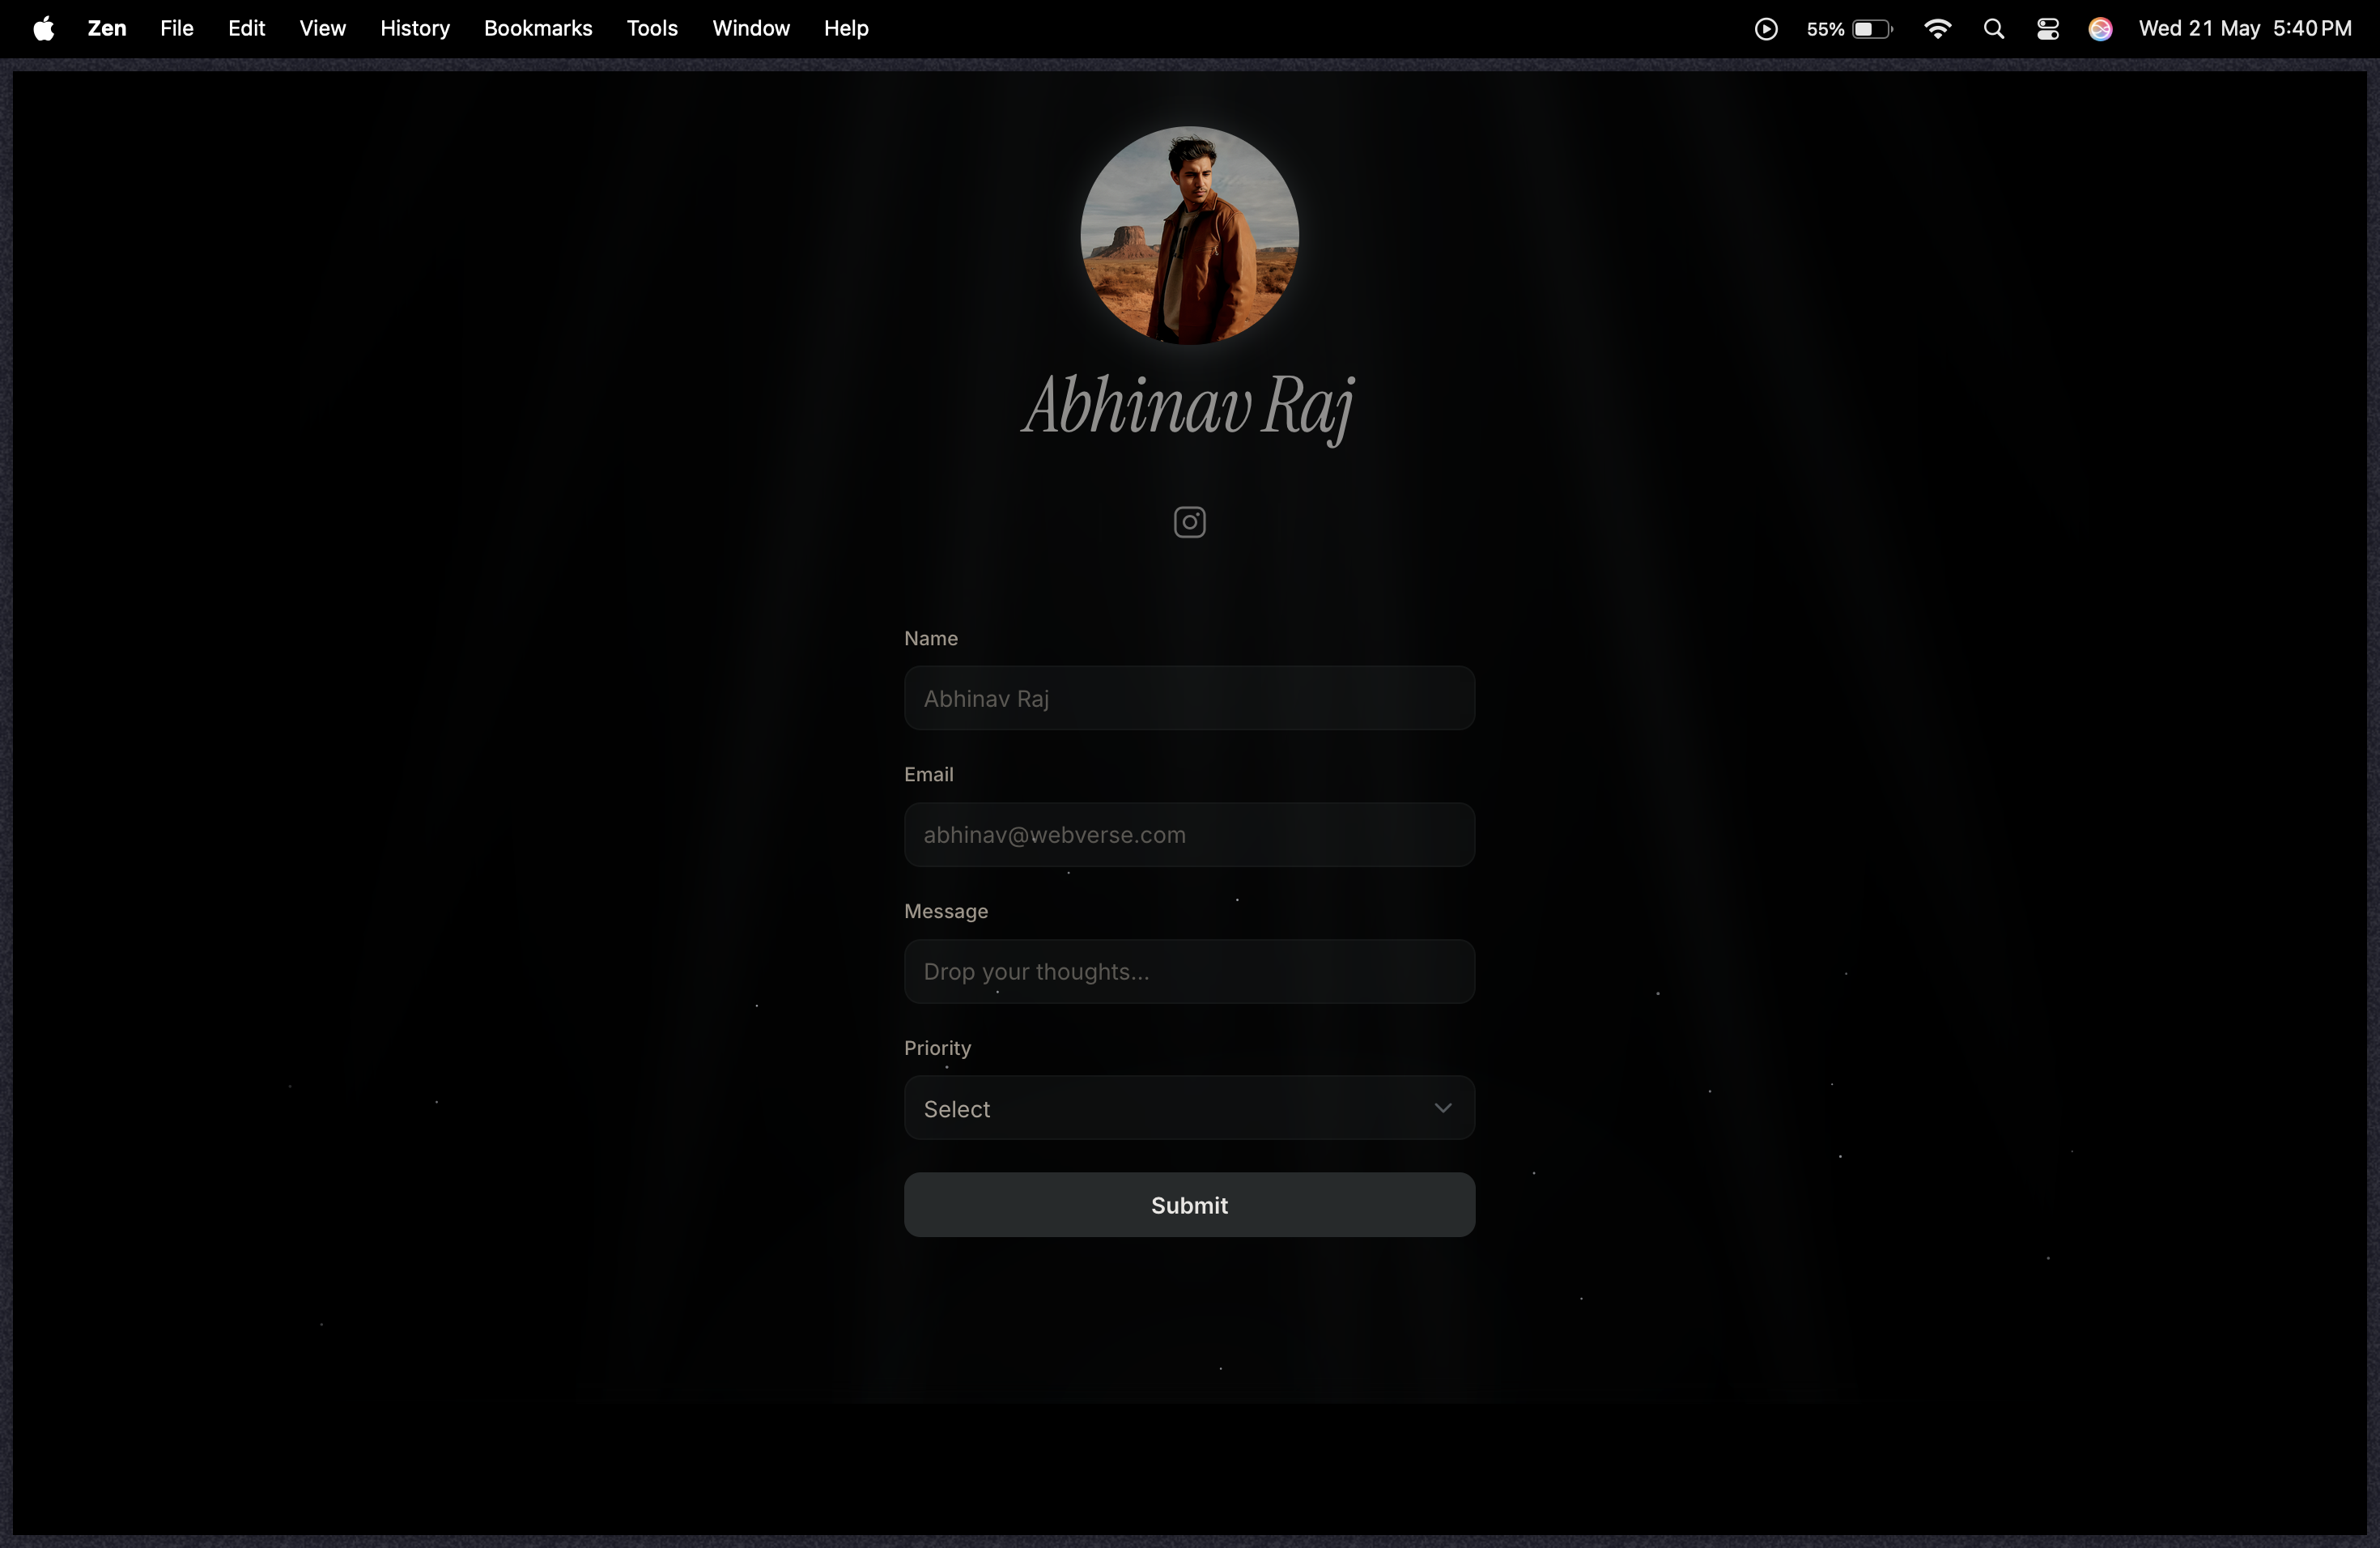 Zen File Edit View History Bookmarks Tools Window Help 55% Wed 21 May 5:40 PM
Abhinav Raj
Name
Abhinav Raj
Email
abhinav@webverse.com
Message
Drop your thoughts...
Priority
Select
Submit